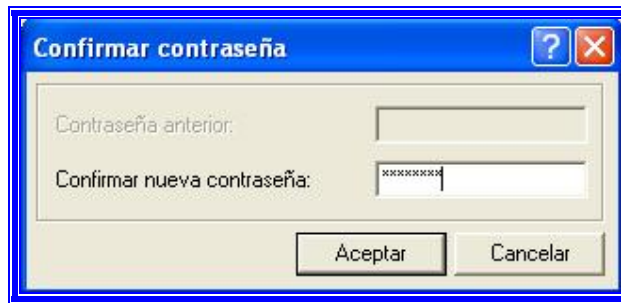 Confirmar contraseña
Contraseña anterior:
Confirmar nueva contraseña: ********
Aceptar Cancelar